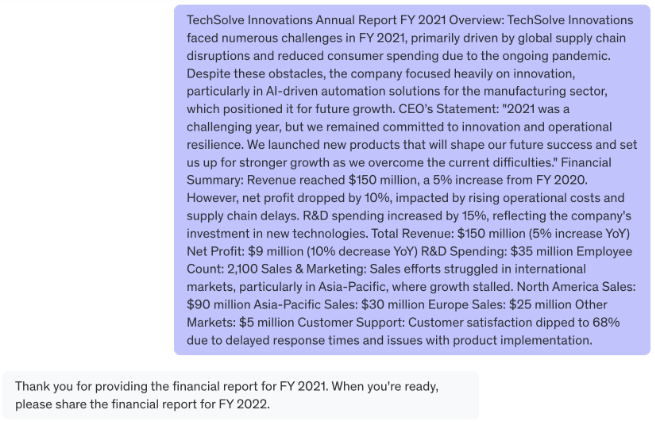 TechSolve Innovations Annual Report FY 2021 Overview: TechSolve Innovations
faced numerous challenges in FY 2021, primarily driven by global supply chain
disruptions and reduced consumer spending due to the ongoing pandemic.
Despite these obstacles, the company focused heavily on innovation,
particularly in AI-driven automation solutions for the manufacturing sector,
which positioned it for future growth. CEO's Statement: "2021 was a
challenging year, but we remained committed to innovation and operational
resilience. We launched new products that will shape our future success and set
us up for stronger growth as we overcome the current difficulties." Financial
Summary: Revenue reached $150 million, a 5% increase from FY 2020.
However, net profit dropped by 10%, impacted by rising operational costs and
supply chain delays. R&D spending increased by 15%, reflecting the company's
investment in new technologies. Total Revenue: $150 million (5% increase YoY)
Net Profit: $9 million (10% decrease YoY) R&D Spending: $35 million Employee
Count: 2,100 Sales & Marketing: Sales efforts struggled in international
markets, particularly in Asia-Pacific, where growth stalled. North America Sales:
$90 million Asia-Pacific Sales: $30 million Europe Sales: $25 million Other
Markets: $5 million Customer Support: Customer satisfaction dipped to 68%
due to delayed response times and issues with product implementation.
Thank you for providing the financial report for FY 2021. When you're ready,
please share the financial report for FY 2022.